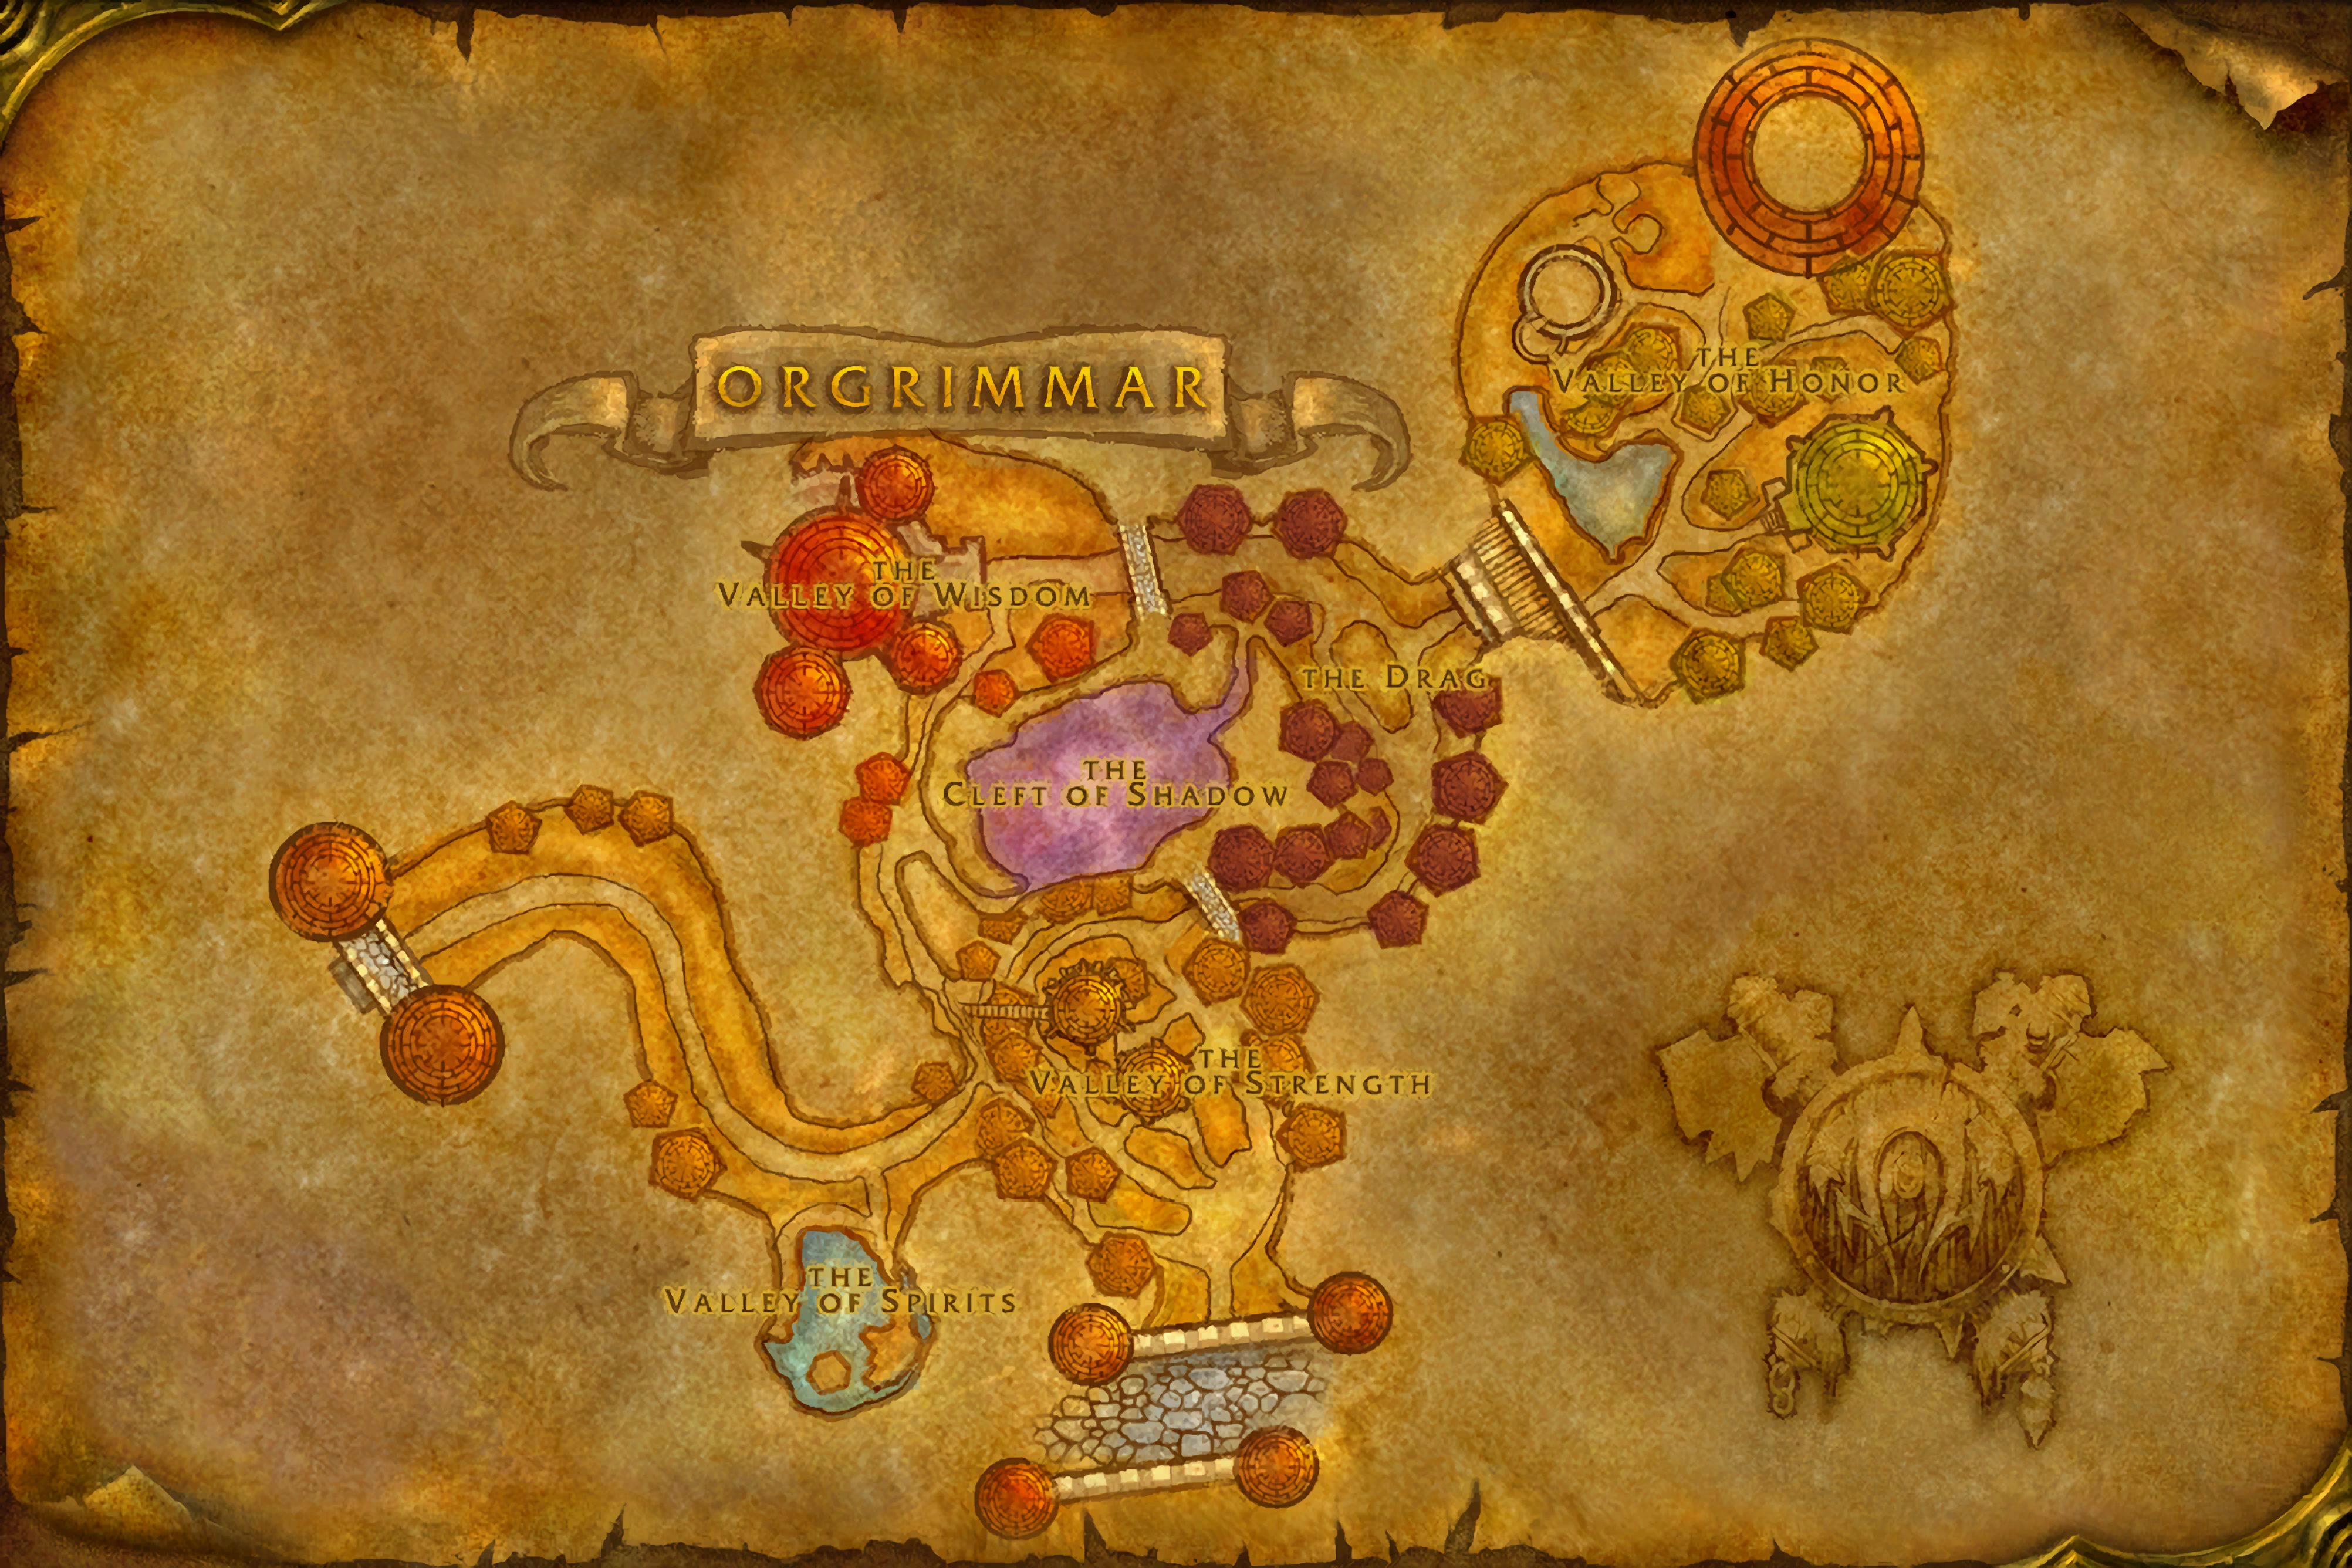 ORGRIMMAR
THE
VALLEY OF HONOR
THE
VALLEY OF WISDOM
THE DRAG
THE
CLEFT OF SHADOW
THE
VALLEY OF STRENGTH
THE
VALLEY OF SPIRITS